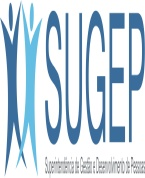 SUGEP
Superintendência de Gestão e Desenvolvimento de Pessoas